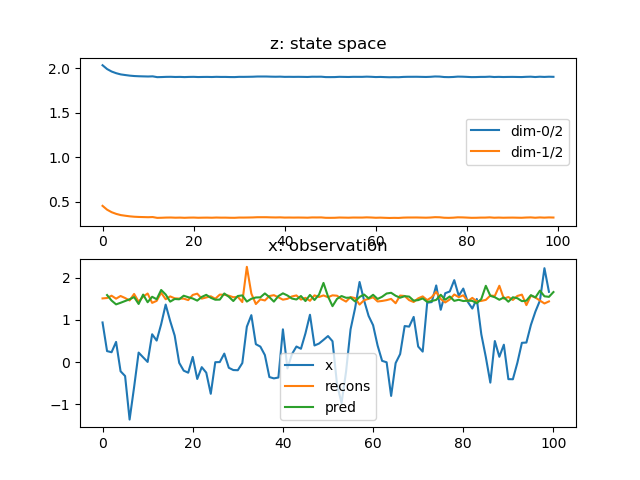 z: state space
2.0
1.5
1.0
0.5
dim-0/2
dim-1/2
0 20 40 60 80 100
x: observation
2
1
0
−1
x
recons
pred
0 20 40 60 80 100